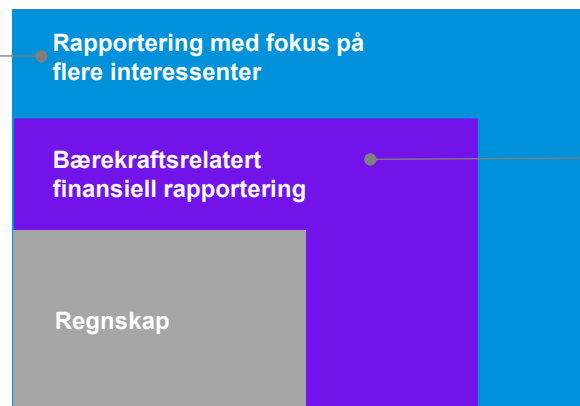 Rapportering med fokus på
flere interessenter
Bærekraftsrelatert
finansiell rapportering
Regnskap